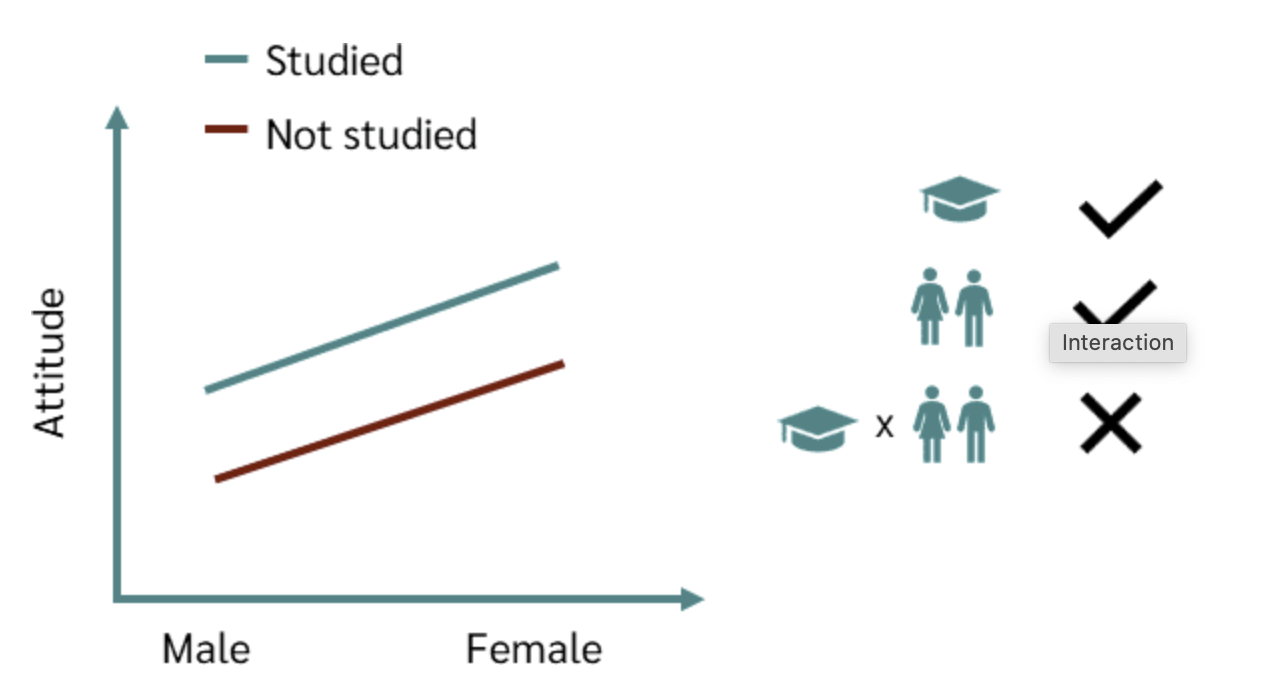 Studied
Not studied
Attitude
Interaction
x
Male
Female